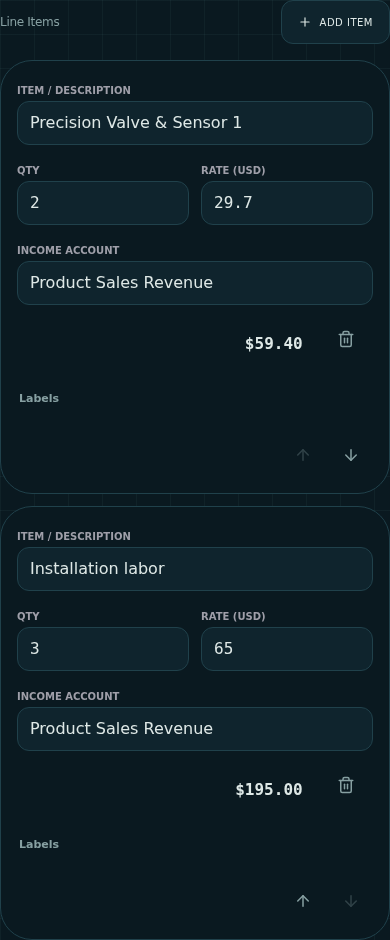 Line Items
ADD ITEM
ITEM / DESCRIPTION
Precision Valve & Sensor 1
QTY RATE (USD)
2 29.7
INCOME ACCOUNT
Product Sales Revenue
$59.40
Labels
ITEM / DESCRIPTION
Installation labor
QTY RATE (USD)
3 65
INCOME ACCOUNT
Product Sales Revenue
$195.00
Labels